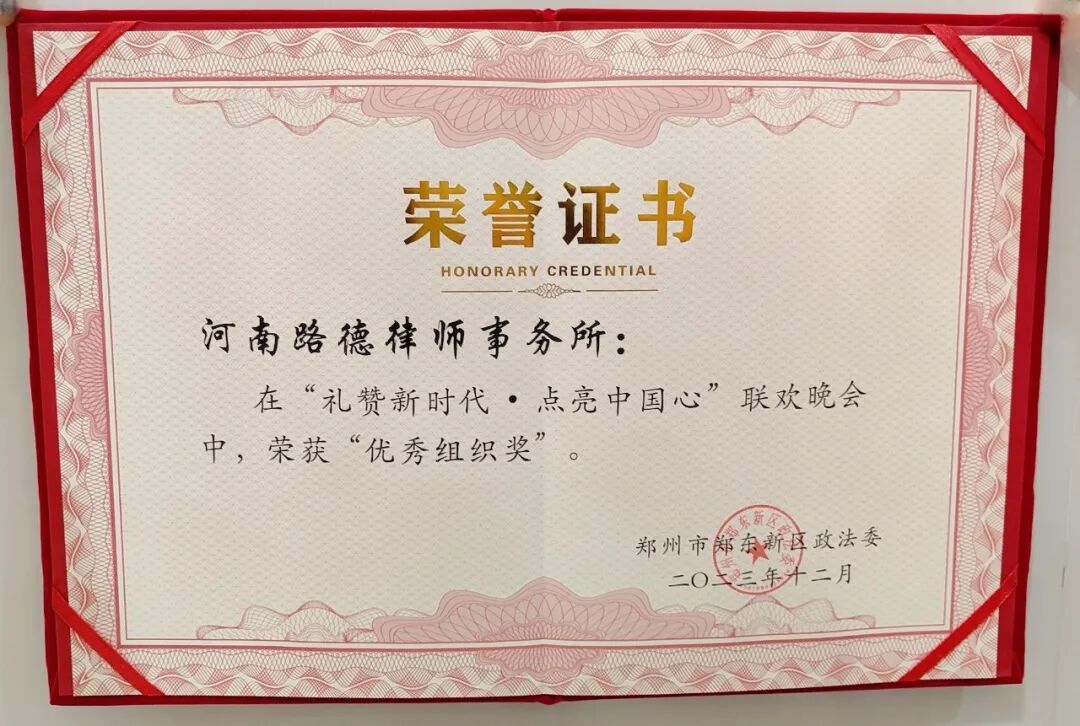 荣誉证书
HONORARY CREDENTIAL
河南路德律师事务所：
在“礼赞新时代·点亮中国心”联欢晚会
中，荣获“优秀组织奖”。
郑州市郑东新区政法委
二〇二三年十二月